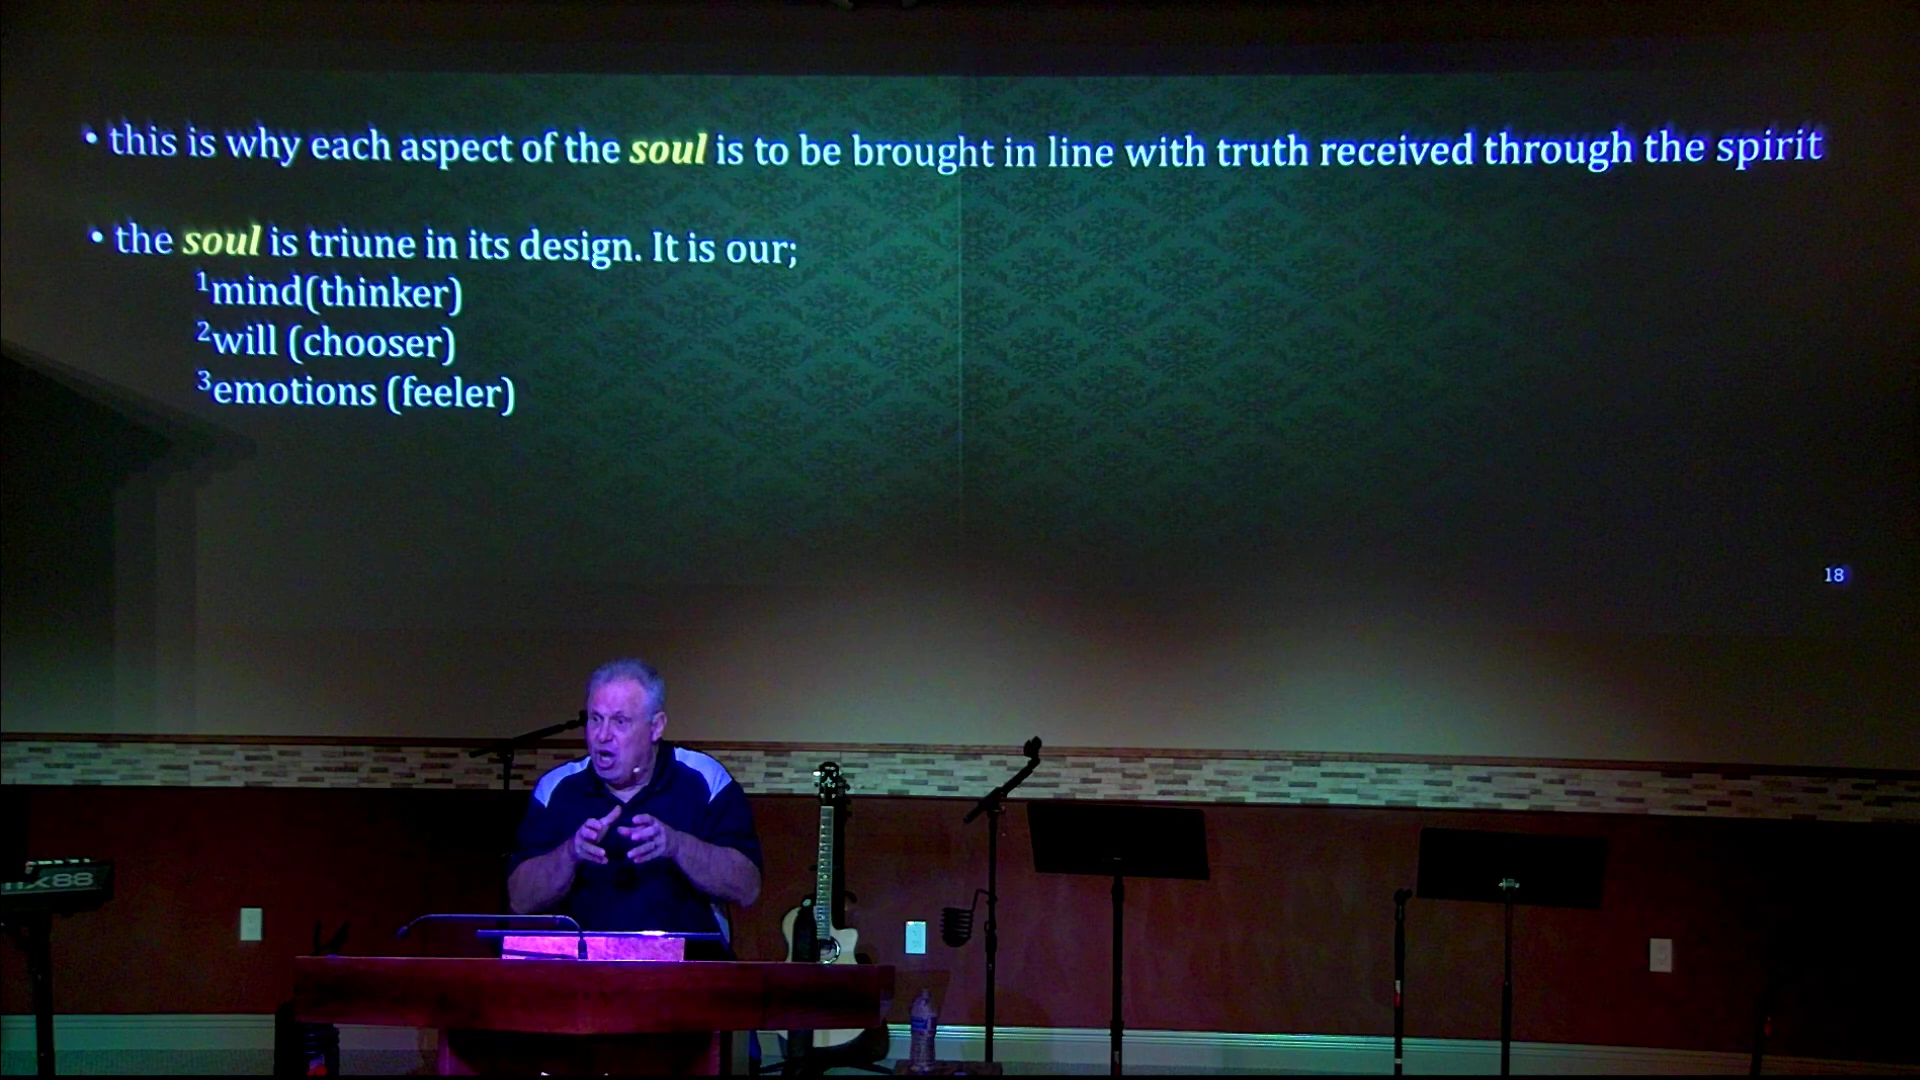 • this is why each aspect of the soul is to be brought in line with truth received through the spirit
• the soul is triune in its design. It is our;
¹mind(thinker)
²will (chooser)
³emotions (feeler)
18